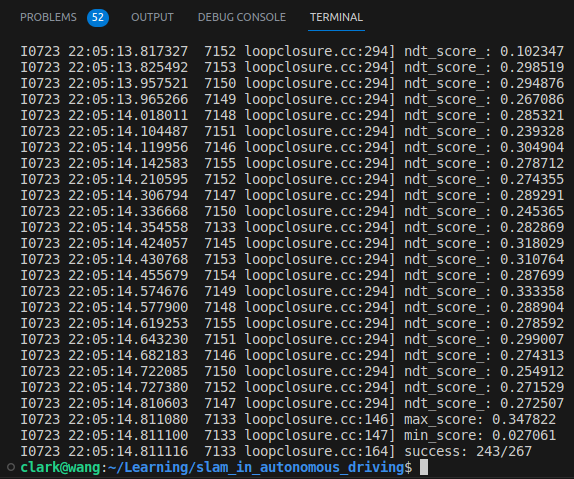 PROBLEMS 52 OUTPUT DEBUG CONSOLE TERMINAL
I0723 22:05:13.817327  7152 loopclosure.cc:294] ndt_score_: 0.102347
I0723 22:05:13.825492  7153 loopclosure.cc:294] ndt_score_: 0.298519
I0723 22:05:13.957521  7150 loopclosure.cc:294] ndt_score_: 0.294876
I0723 22:05:13.965266  7149 loopclosure.cc:294] ndt_score_: 0.267086
I0723 22:05:14.018011  7148 loopclosure.cc:294] ndt_score_: 0.285321
I0723 22:05:14.104487  7151 loopclosure.cc:294] ndt_score_: 0.239328
I0723 22:05:14.119956  7146 loopclosure.cc:294] ndt_score_: 0.304904
I0723 22:05:14.142583  7155 loopclosure.cc:294] ndt_score_: 0.278712
I0723 22:05:14.210595  7152 loopclosure.cc:294] ndt_score_: 0.274355
I0723 22:05:14.306794  7147 loopclosure.cc:294] ndt_score_: 0.289291
I0723 22:05:14.336668  7150 loopclosure.cc:294] ndt_score_: 0.245365
I0723 22:05:14.354558  7133 loopclosure.cc:294] ndt_score_: 0.282869
I0723 22:05:14.424057  7145 loopclosure.cc:294] ndt_score_: 0.318029
I0723 22:05:14.430768  7153 loopclosure.cc:294] ndt_score_: 0.310764
I0723 22:05:14.455679  7154 loopclosure.cc:294] ndt_score_: 0.287699
I0723 22:05:14.574676  7149 loopclosure.cc:294] ndt_score_: 0.333358
I0723 22:05:14.577900  7148 loopclosure.cc:294] ndt_score_: 0.288904
I0723 22:05:14.619253  7155 loopclosure.cc:294] ndt_score_: 0.278592
I0723 22:05:14.643230  7151 loopclosure.cc:294] ndt_score_: 0.299007
I0723 22:05:14.682183  7146 loopclosure.cc:294] ndt_score_: 0.274313
I0723 22:05:14.722085  7150 loopclosure.cc:294] ndt_score_: 0.254912
I0723 22:05:14.727380  7152 loopclosure.cc:294] ndt_score_: 0.271529
I0723 22:05:14.810603  7147 loopclosure.cc:294] ndt_score_: 0.272507
I0723 22:05:14.811080  7133 loopclosure.cc:146] max_score: 0.347822
I0723 22:05:14.811100  7133 loopclosure.cc:147] min_score: 0.027061
I0723 22:05:14.811116  7133 loopclosure.cc:164] success: 243/267
clark@wang:~/Learning/slam_in_autonomous_driving$